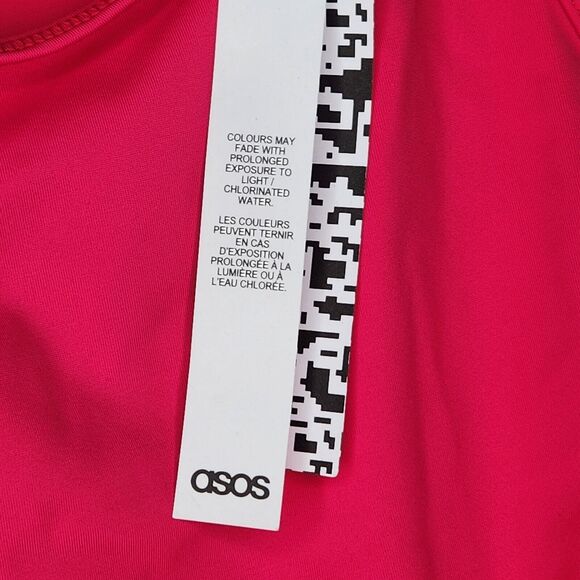 COLOURS MAY
FADE WITH
PROLONGED
EXPOSURE TO
LIGHT /
CHLORINATED
WATER.
LES COULEURS
PEUVENT TERNIR
EN CAS
D'EXPOSITION
PROLONGÉE À LA
LUMIÈRE OU À
L'EAU CHLORÉE.
asos